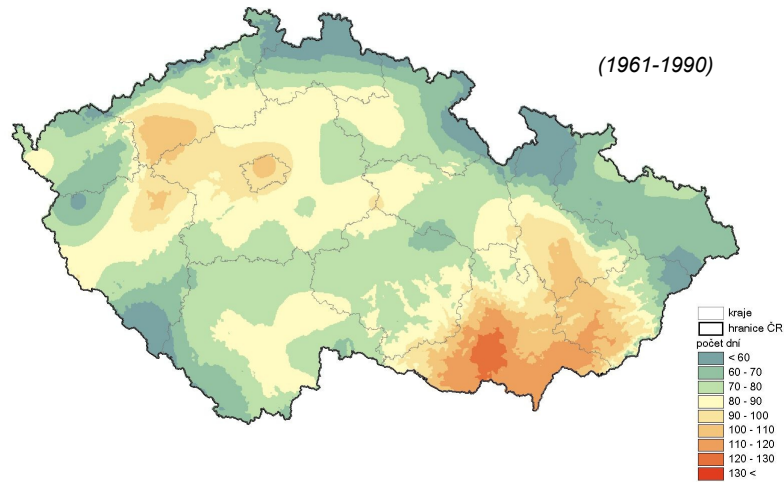 (1961-1990)
kraje
hranice ČR
počet dní
< 60
60 - 70
70 - 80
80 - 90
90 - 100
100 - 110
110 - 120
120 - 130
130 <